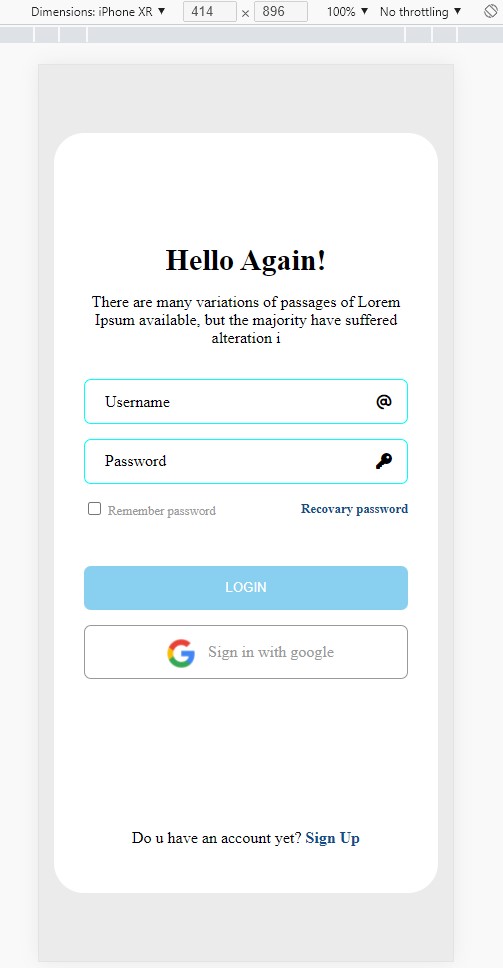 Dimensions: iPhone XR ▼ 414 × 896 100% ▼ No throttling ▼
Hello Again!
There are many variations of passages of Lorem
Ipsum available, but the majority have suffered
alteration i
Username @
Password
Remember password Recovary password
LOGIN
Sign in with google
Do u have an account yet? Sign Up